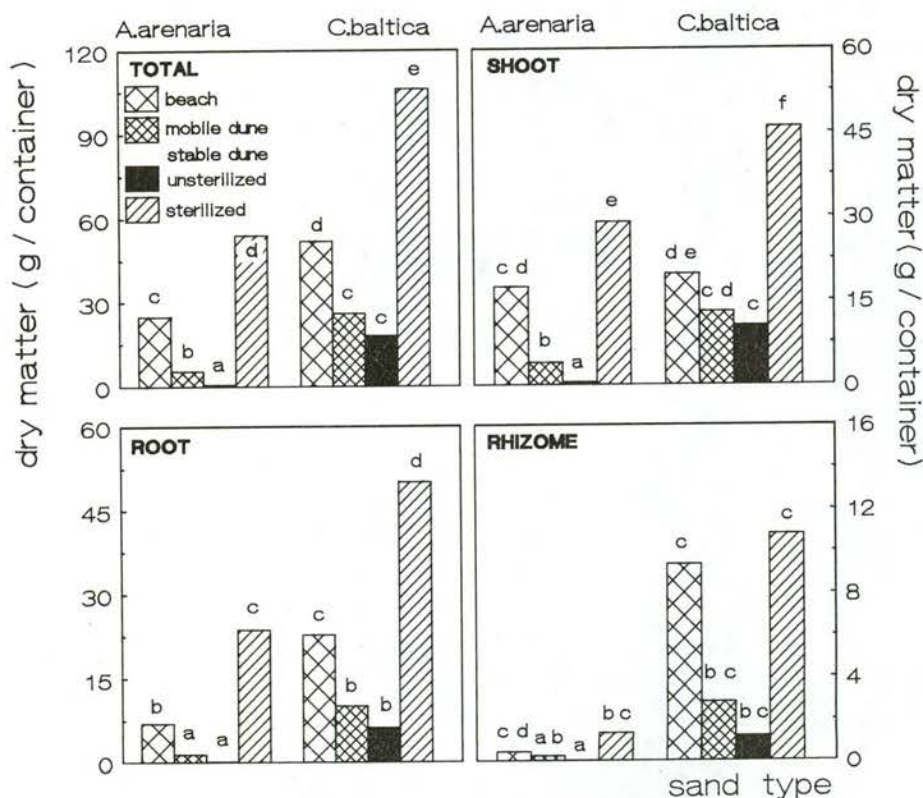 A.arenaria C.baltica A.arenaria C.baltica
dry matter (g / container)
120
90
60
30
0
TOTAL
beach
mobile dune
stable dune
unsterilized
sterilized
c b a d d c c e
SHOOT
c d b a e d e c d c f
60
45
30
15
0
dry matter (g / container)
60
45
30
15
0
ROOT
b a a c c b b d
RHIZOME
c d a b a b c c b c b c c
16
12
8
4
0
sand type